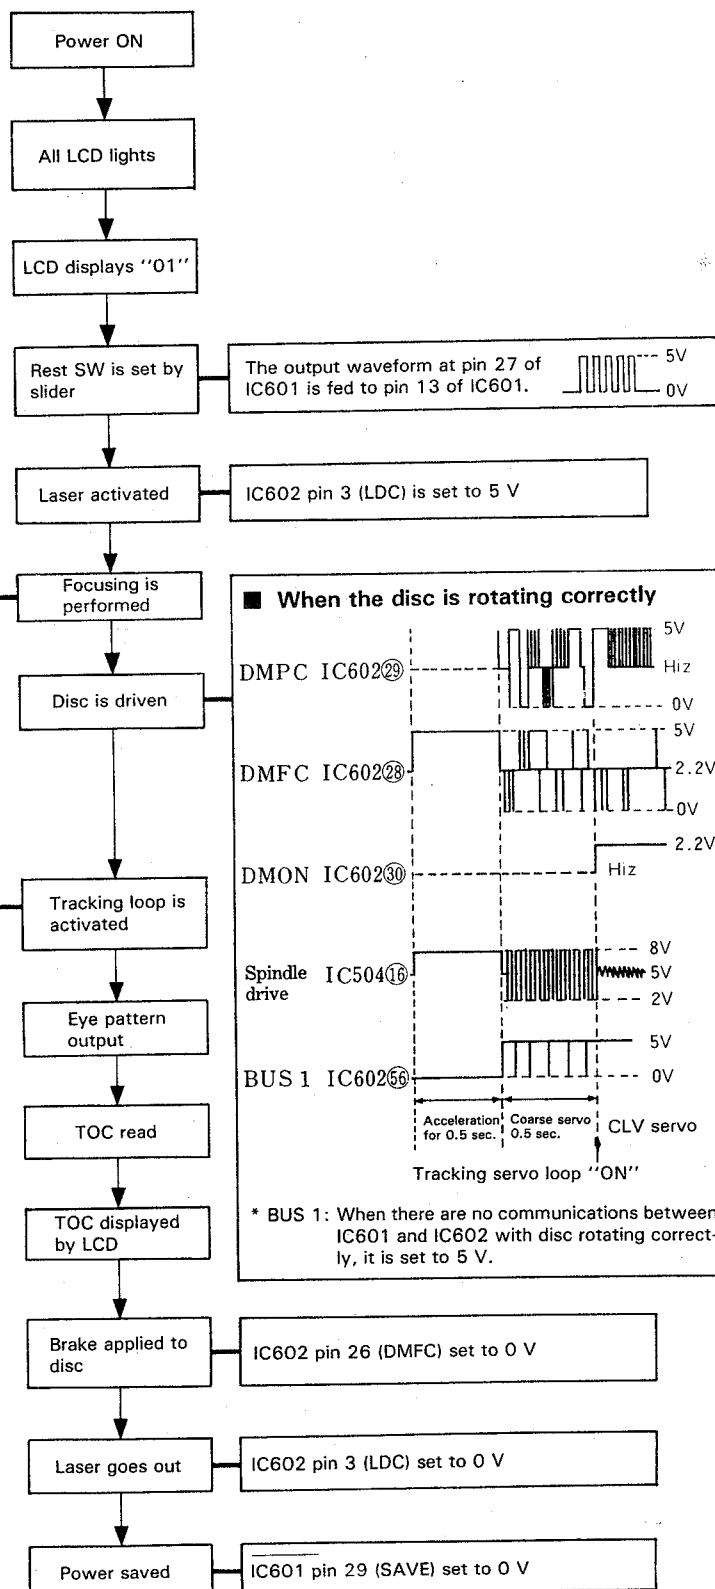 Power ON
All LCD lights
LCD displays "01"
Rest SW is set by
slider
The output waveform at pin 27 of
IC601 is fed to pin 13 of IC601.
5V
0V
Laser activated
IC602 pin 3 (LDC) is set to 5 V
Focusing is
performed
■ When the disc is rotating correctly
DMPC IC602㉙
5V
Hiz
0V
Disc is driven
DMFC IC602㉘
5V
2.2V
0V
DMON IC602㉚
2.2V
Hiz
Tracking loop is
activated
Spindle
drive
IC504⑯
8V
5V
2V
Eye pattern
output
BUS 1 IC602㊻
5V
0V
Acceleration
for 0.5 sec.
Coarse servo
0.5 sec.
CLV servo
Tracking servo loop "ON"
TOC read
TOC displayed
by LCD
* BUS 1: When there are no communications between
IC601 and IC602 with disc rotating correct-
ly, it is set to 5 V.
Brake applied to
disc
IC602 pin 26 (DMFC) set to 0 V
Laser goes out
IC602 pin 3 (LDC) set to 0 V
Power saved
IC601 pin 29 (SAVE) set to 0 V